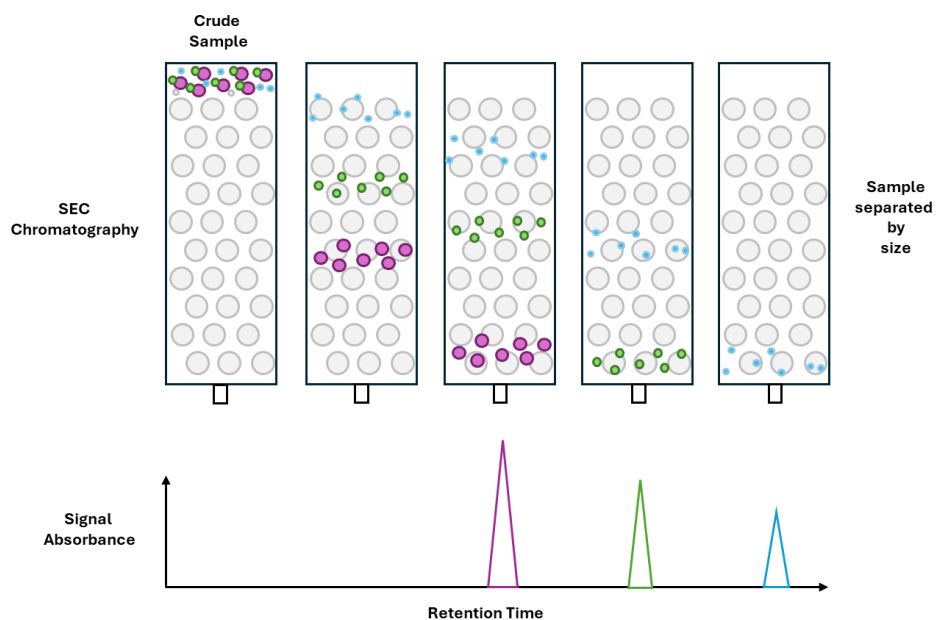 Crude
Sample
SEC
Chromatography
Sample
separated
by
size
Signal
Absorbance
Retention Time